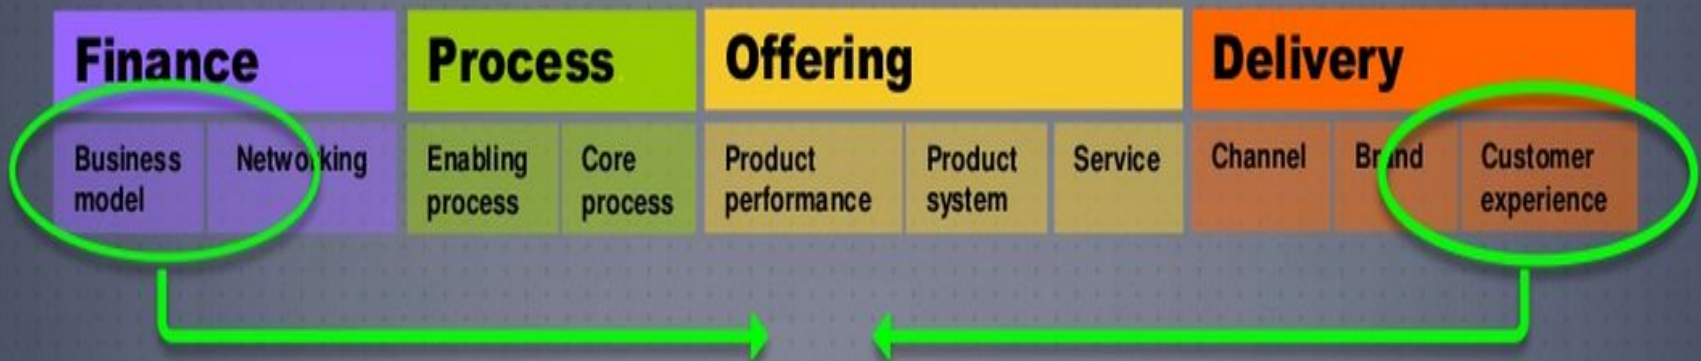 Finance
Process
Offering
Delivery
Business
model
Networking
Enabling
process
Core
process
Product
performance
Product
system
Service
Channel
Brand
Customer
experience